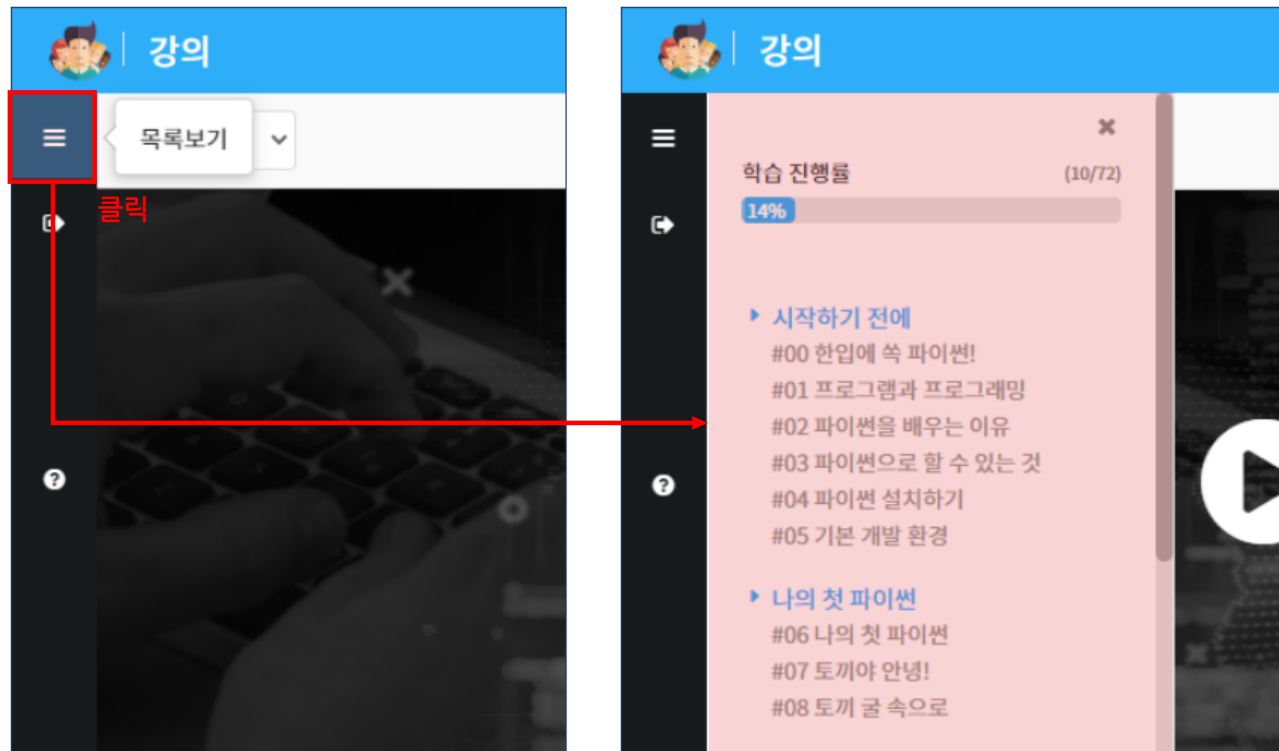 강의
목록보기
클릭
강의
학습 진행률 (10/72)
14%
시작하기 전에
#00 한입에 쏙 파이썬!
#01 프로그램과 프로그래밍
#02 파이썬을 배우는 이유
#03 파이썬으로 할 수 있는 것
#04 파이썬 설치하기
#05 기본 개발 환경
나의 첫 파이썬
#06 나의 첫 파이썬
#07 토끼야 안녕!
#08 토끼 굴 속으로